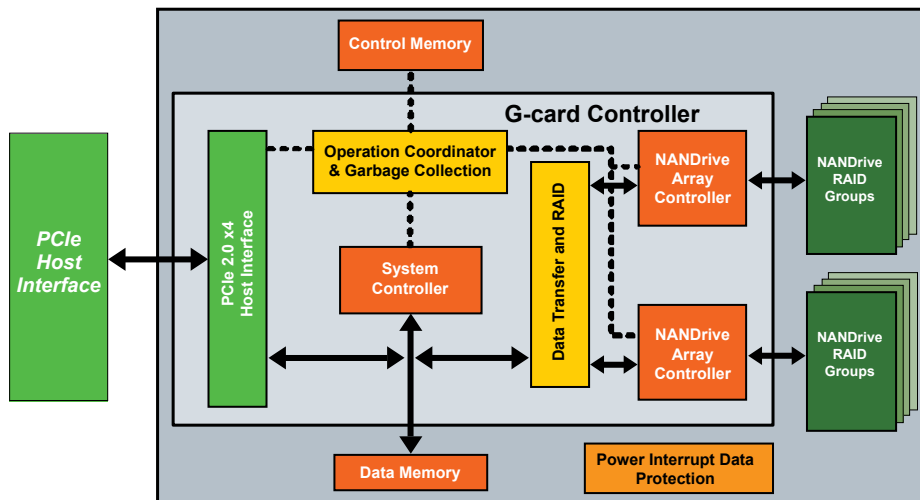 Control Memory
G-card Controller
PCIe
Host
Interface
PCIe 2.0 x4
Host Interface
Operation Coordinator
& Garbage Collection
System
Controller
Data Transfer and RAID
NANDrive
Array
Controller
NANDrive
RAID
Groups
NANDrive
Array
Controller
NANDrive
RAID
Groups
Data Memory
Power Interrupt Data
Protection